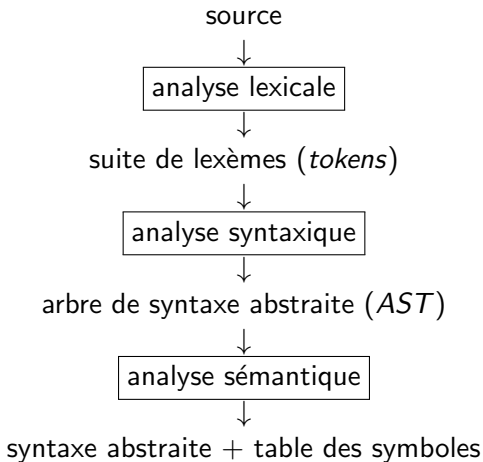 source
↓
analyse lexicale
↓
suite de lexèmes (tokens)
↓
analyse syntaxique
↓
arbre de syntaxe abstraite (AST)
↓
analyse sémantique
↓
syntaxe abstraite + table des symboles